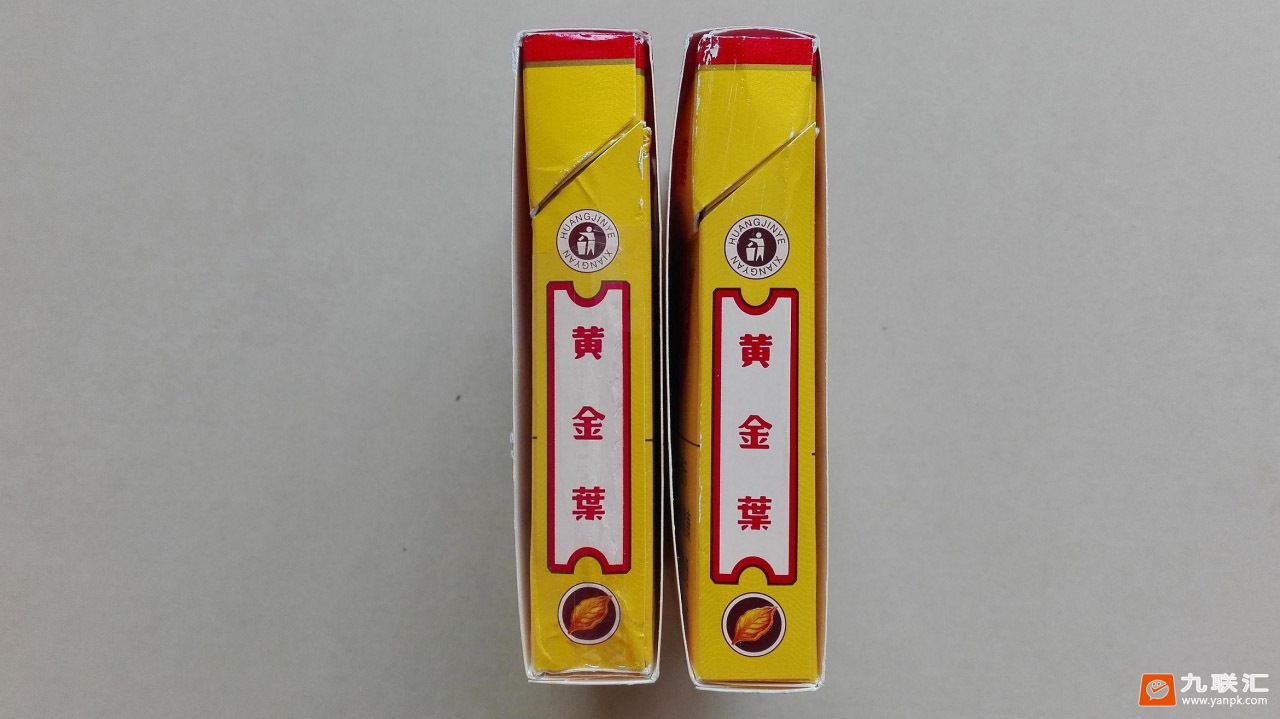 HUANGJINYE
XIANGYAN
黄金葉
HUANGJINYE
XIANGYAN
黄金葉
九联汇
www.yanpk.com